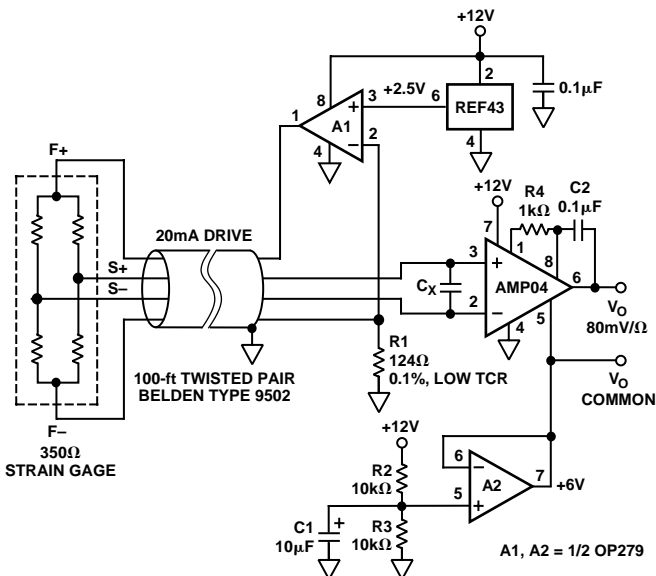 +12V
2
+2.5V
6
REF43
4
0.1µF
8
3
1
+
A1
−
2
4
F+
20mA DRIVE
S+
S−
F−
350Ω
STRAIN GAGE
100-ft TWISTED PAIR
BELDEN TYPE 9502
R1
124Ω
0.1%, LOW TCR
CX
+12V
7
R4
1kΩ
C2
0.1µF
1
8
3
+
AMP04
6
2
−
5
4
VO
80mV/Ω
VO
COMMON
+12V
R2
10kΩ
R3
10kΩ
C1
10µF
+
6
−
A2
7
5
+
+6V
A1, A2 = 1/2 OP279